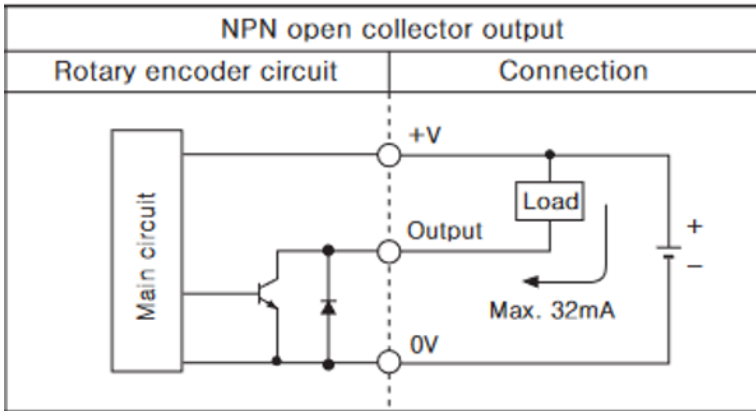 NPN open collector output
Rotary encoder circuit
Connection
Main circuit
+V
Load
Output
+
−
Max. 32mA
0V